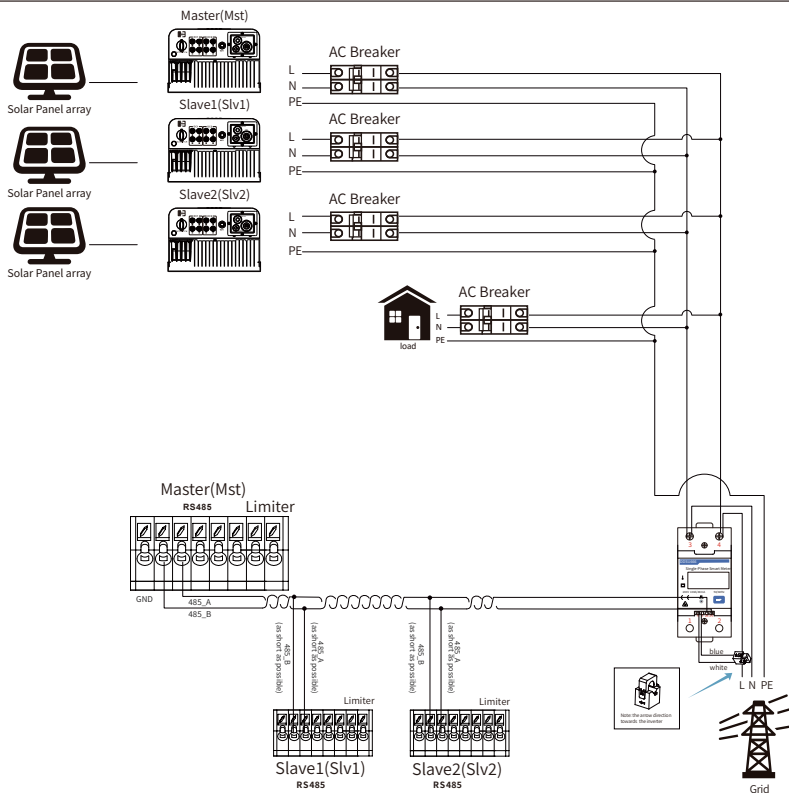 Master(Mst)
Solar Panel array
L
N
PE
AC Breaker
Slave1(Slv1)
Solar Panel array
L
N
PE
AC Breaker
Slave2(Slv2)
Solar Panel array
L
N
PE
AC Breaker
load
L
N
PE
AC Breaker
Master(Mst)
RS485
Limiter
GND
485_A
485_B
485_B
(as short as possible)
485_A
(as short as possible)
485_B
(as short as possible)
485_A
(as short as possible)
Limiter
Slave1(Slv1)
RS485
Limiter
Slave2(Slv2)
RS485
3
4
Single Phase Smart Meter
1
2
blue
white
L N PE
Note: the arrow direction
towards the inverter
Grid